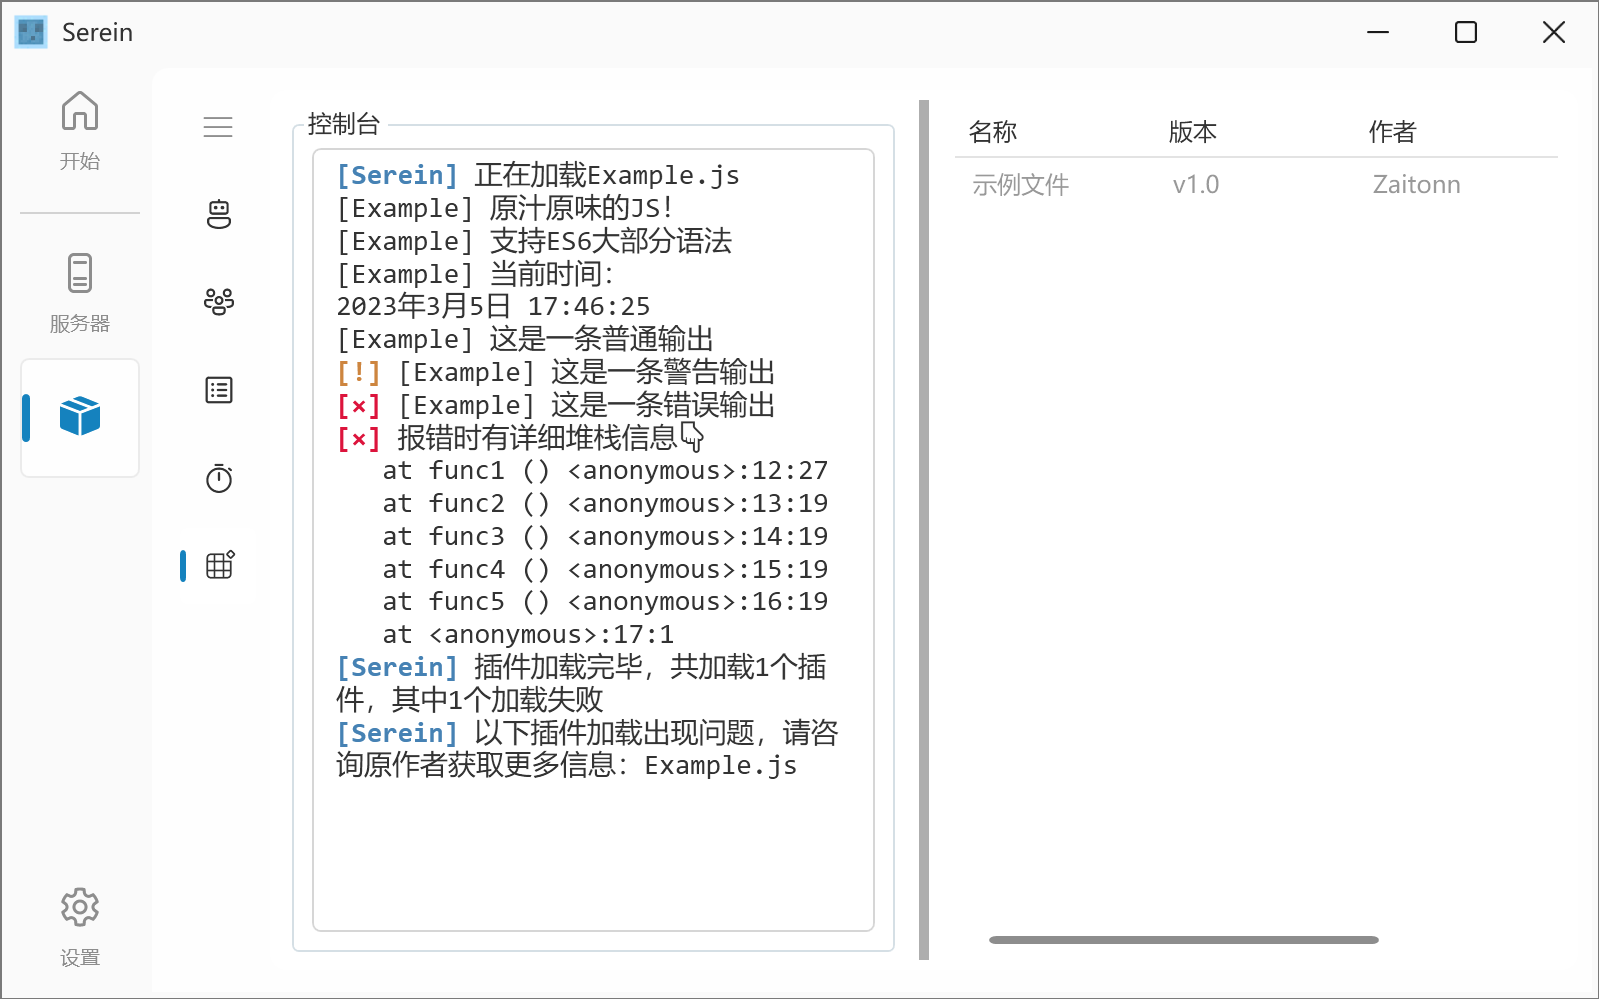 Serein
开始
服务器
设置
控制台
[Serein] 正在加载Example.js
[Example] 原汁原味的JS!
[Example] 支持ES6大部分语法
[Example] 当前时间:
2023年3月5日 17:46:25
[Example] 这是一条普通输出
[!] [Example] 这是一条警告输出
[×] [Example] 这是一条错误输出
[×] 报错时有详细堆栈信息👇
at func1 () <anonymous>:12:27
at func2 () <anonymous>:13:19
at func3 () <anonymous>:14:19
at func4 () <anonymous>:15:19
at func5 () <anonymous>:16:19
at <anonymous>:17:1
[Serein] 插件加载完毕，共加载1个插
件，其中1个加载失败
[Serein] 以下插件加载出现问题，请咨
询原作者获取更多信息：Example.js
名称 版本 作者
示例文件 v1.0 Zaitonn